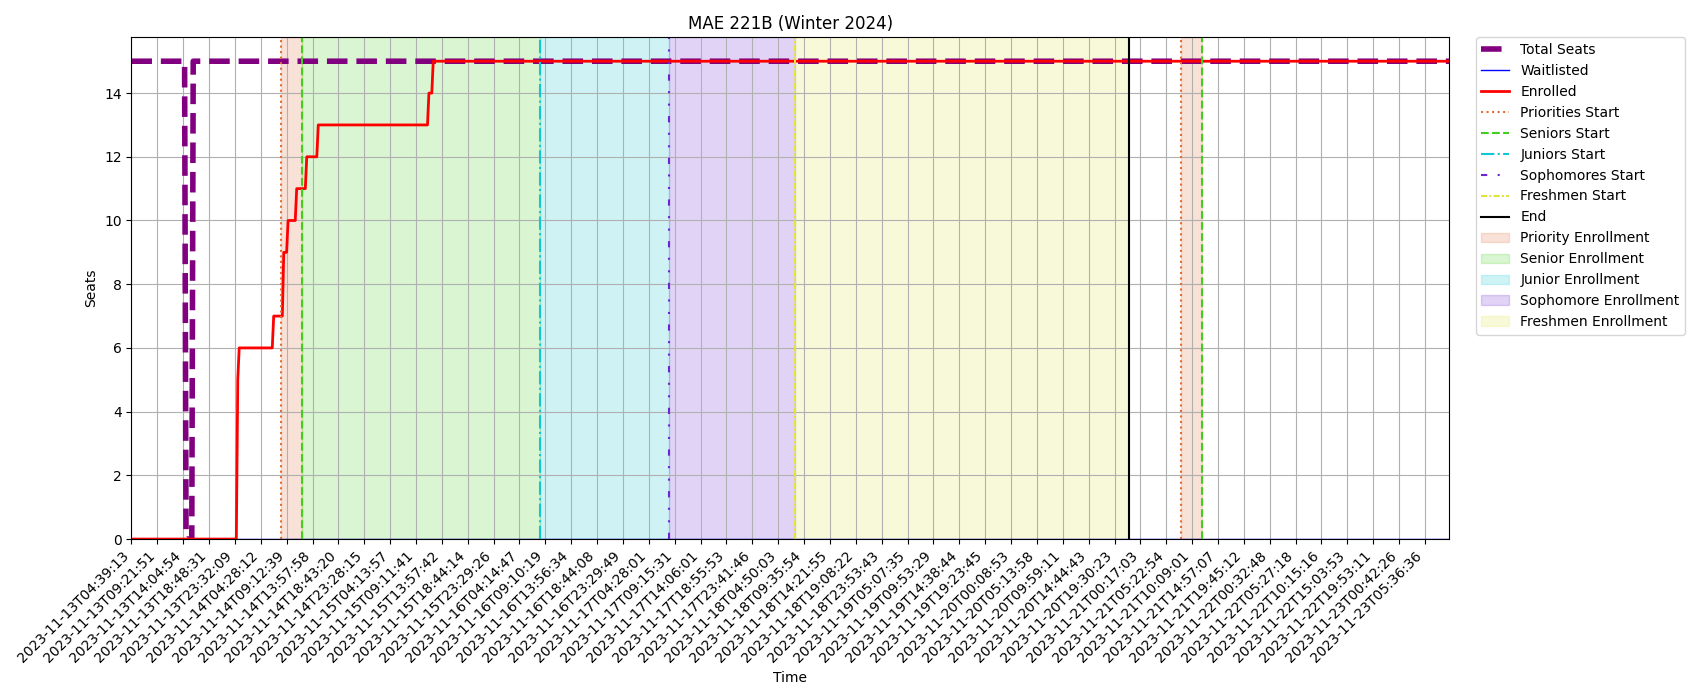 MAE 221B (Winter 2024)
Total Seats
Waitlisted
Enrolled
Priorities Start
Seniors Start
Juniors Start
Sophomores Start
Freshmen Start
End
Priority Enrollment
Senior Enrollment
Junior Enrollment
Sophomore Enrollment
Freshmen Enrollment
Seats
14
12
10
8
6
4
2
0
2023-11-13T04:39:13
2023-11-13T09:21:51
2023-11-13T14:04:54
2023-11-13T18:48:31
2023-11-13T23:32:09
2023-11-14T04:28:12
2023-11-14T09:12:39
2023-11-14T13:57:58
2023-11-14T18:43:20
2023-11-14T23:28:15
2023-11-15T04:13:57
2023-11-15T09:11:41
2023-11-15T13:57:42
2023-11-15T18:44:14
2023-11-15T23:29:26
2023-11-16T04:14:47
2023-11-16T09:10:19
2023-11-16T13:56:34
2023-11-16T18:44:08
2023-11-16T23:29:49
2023-11-17T04:28:01
2023-11-17T09:15:31
2023-11-17T14:06:01
2023-11-17T18:55:53
2023-11-17T23:41:46
2023-11-18T04:50:03
2023-11-18T09:35:54
2023-11-18T14:21:55
2023-11-18T19:08:22
2023-11-18T23:53:43
2023-11-19T05:07:35
2023-11-19T09:53:29
2023-11-19T14:38:44
2023-11-19T19:23:45
2023-11-20T00:08:53
2023-11-20T05:13:58
2023-11-20T09:59:11
2023-11-20T14:44:43
2023-11-20T19:30:23
2023-11-21T00:17:03
2023-11-21T05:22:54
2023-11-21T10:09:01
2023-11-21T14:57:07
2023-11-21T19:45:12
2023-11-22T00:32:48
2023-11-22T05:27:18
2023-11-22T10:15:16
2023-11-22T15:03:53
2023-11-22T19:53:11
2023-11-23T00:42:26
2023-11-23T05:36:36
Time